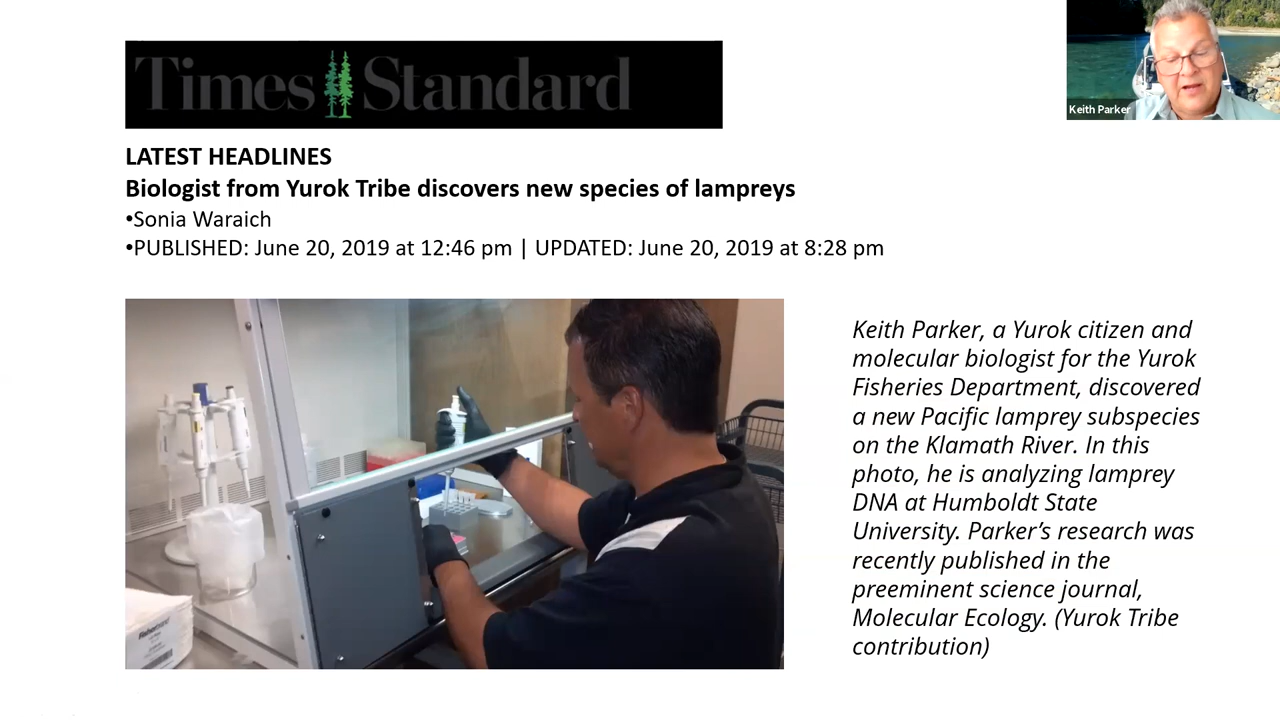 Times Standard
Keith Parker
LATEST HEADLINES
Biologist from Yurok Tribe discovers new species of lampreys
•Sonia Waraich
•PUBLISHED: June 20, 2019 at 12:46 pm | UPDATED: June 20, 2019 at 8:28 pm
Keith Parker, a Yurok citizen and
molecular biologist for the Yurok
Fisheries Department, discovered
a new Pacific lamprey subspecies
on the Klamath River. In this
photo, he is analyzing lamprey
DNA at Humboldt State
University. Parker’s research was
recently published in the
preeminent science journal,
Molecular Ecology. (Yurok Tribe
contribution)